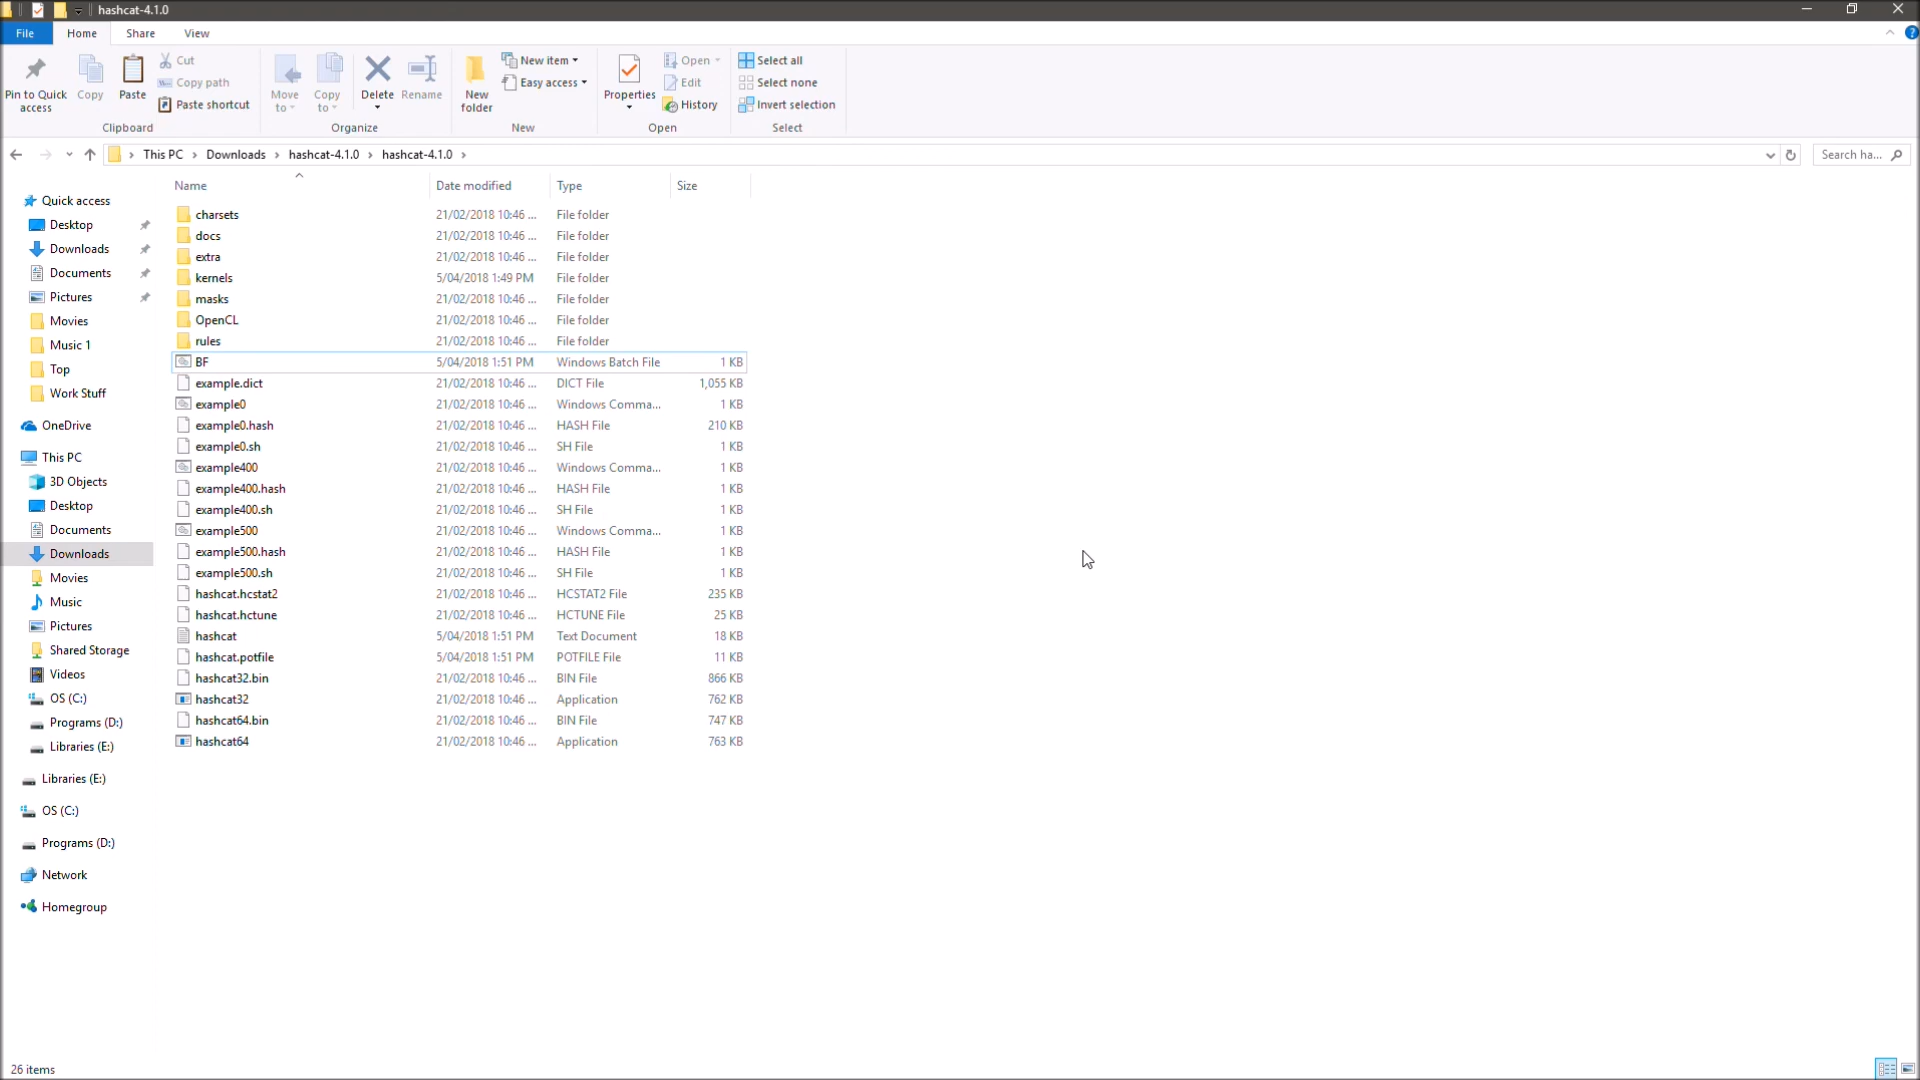 hashcat-4.1.0
File Home Share View
Pin to Quick access
Copy
Paste
Cut
Copy path
Paste shortcut
Clipboard
Move to
Copy to
Delete
Rename
Organize
New folder
New item
Easy access
New
Properties
Open
Edit
History
Open
Select all
Select none
Invert selection
Select
This PC > Downloads > hashcat-4.1.0 > hashcat-4.1.0 >
Search ha...
Quick access
Desktop
Downloads
Documents
Pictures
Movies
Music 1
Top
Work Stuff
OneDrive
This PC
3D Objects
Desktop
Documents
Downloads
Movies
Music
Pictures
Shared Storage
Videos
OS (C:)
Programs (D:)
Libraries (E:)
Libraries (E:)
OS (C:)
Programs (D:)
Network
Homegroup
Name Date modified Type Size
charsets 21/02/2018 10:46 ... File folder
docs 21/02/2018 10:46 ... File folder
extra 21/02/2018 10:46 ... File folder
kernels 5/04/2018 1:49 PM File folder
masks 21/02/2018 10:46 ... File folder
OpenCL 21/02/2018 10:46 ... File folder
rules 21/02/2018 10:46 ... File folder
BF 5/04/2018 1:51 PM Windows Batch File 1 KB
example.dict 21/02/2018 10:46 ... DICT File 1,055 KB
example0 21/02/2018 10:46 ... Windows Comma... 1 KB
example0.hash 21/02/2018 10:46 ... HASH File 210 KB
example0.sh 21/02/2018 10:46 ... SH File 1 KB
example400 21/02/2018 10:46 ... Windows Comma... 1 KB
example400.hash 21/02/2018 10:46 ... HASH File 1 KB
example400.sh 21/02/2018 10:46 ... SH File 1 KB
example500 21/02/2018 10:46 ... Windows Comma... 1 KB
example500.hash 21/02/2018 10:46 ... HASH File 1 KB
example500.sh 21/02/2018 10:46 ... SH File 1 KB
hashcat.hcstat2 21/02/2018 10:46 ... HCSTAT2 File 235 KB
hashcat.hctune 21/02/2018 10:46 ... HCTUNE File 25 KB
hashcat 5/04/2018 1:51 PM Text Document 18 KB
hashcat.potfile 5/04/2018 1:51 PM POTFILE File 11 KB
hashcat32.bin 21/02/2018 10:46 ... BIN File 866 KB
hashcat32 21/02/2018 10:46 ... Application 762 KB
hashcat64.bin 21/02/2018 10:46 ... BIN File 747 KB
hashcat64 21/02/2018 10:46 ... Application 763 KB
26 items